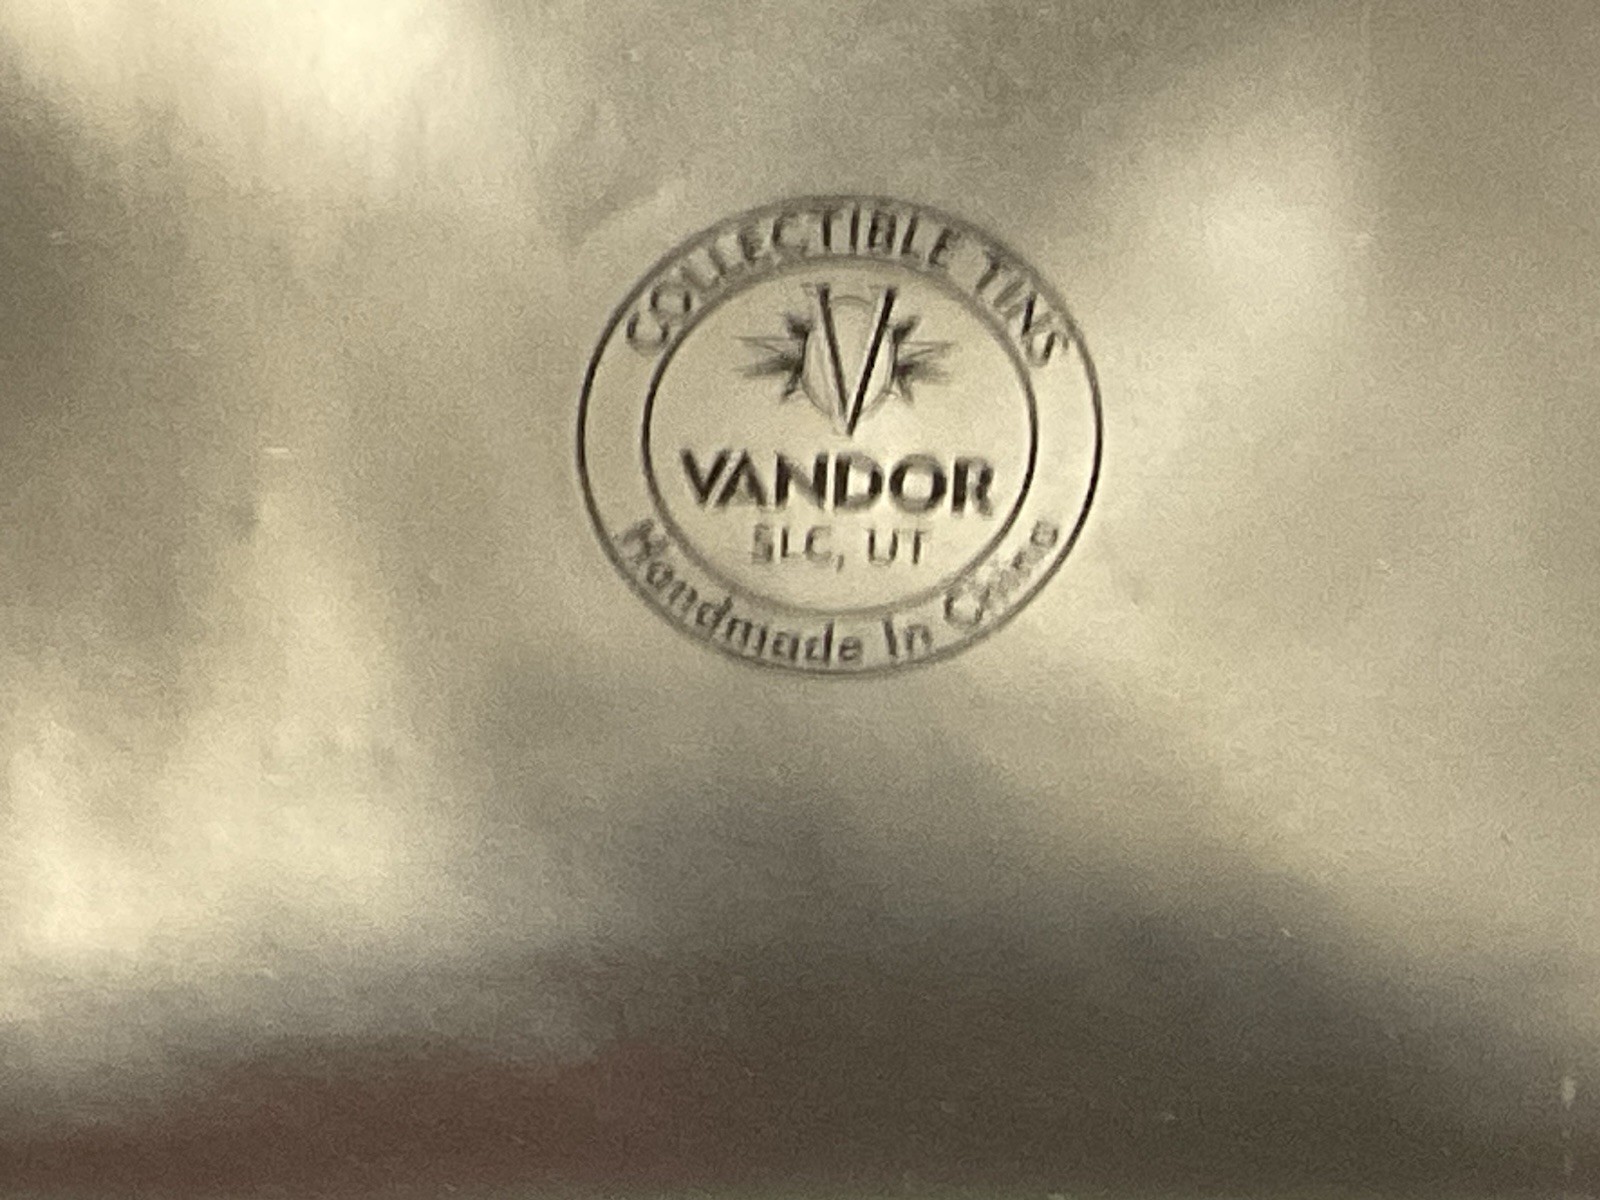 COLLECTIBLE TINS
V
VANDOR
SLC, UT
Handmade In China